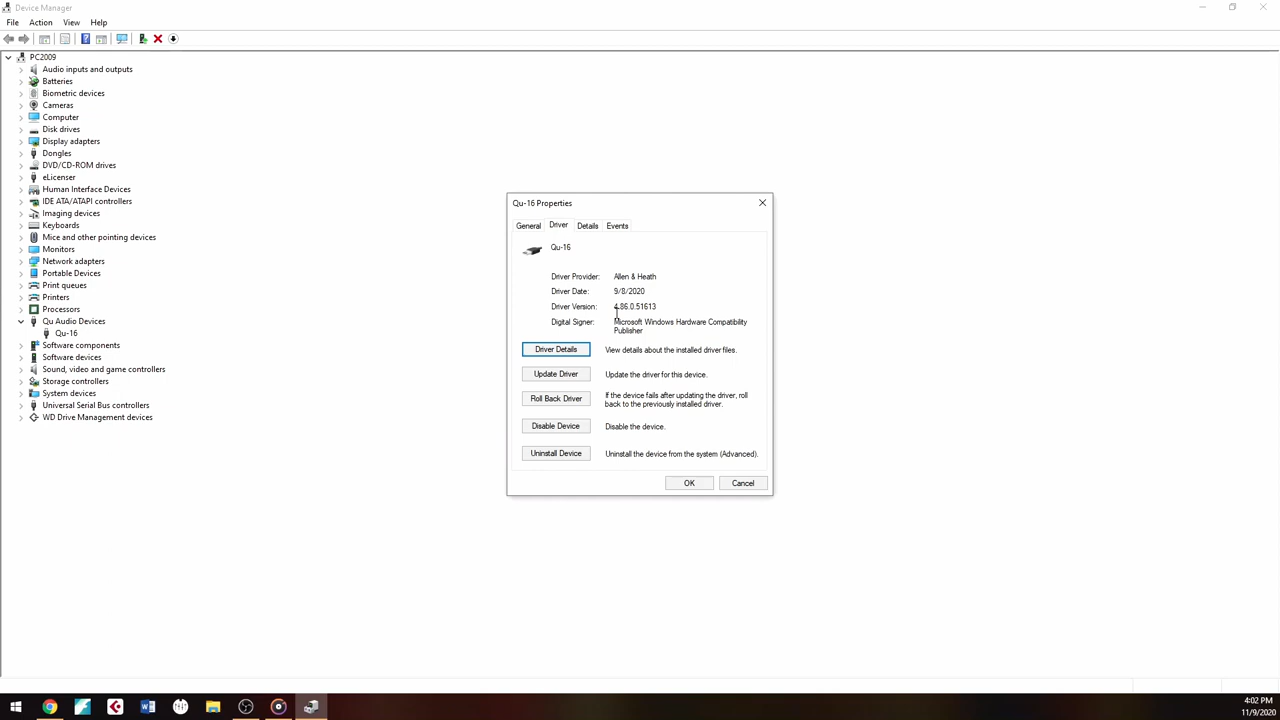 Device Manager
File Action View Help
PC2009
Audio inputs and outputs
Batteries
Biometric devices
Cameras
Computer
Disk drives
Display adapters
Dongles
DVD/CD-ROM drives
eLicenser
Human Interface Devices
IDE ATA/ATAPI controllers
Imaging devices
Keyboards
Mice and other pointing devices
Monitors
Network adapters
Portable Devices
Print queues
Printers
Processors
Qu Audio Devices
Qu-16
Software components
Software devices
Sound, video and game controllers
Storage controllers
System devices
Universal Serial Bus controllers
WD Drive Management devices
Qu-16 Properties
General Driver Details Events
Qu-16
Driver Provider: Allen & Heath
Driver Date: 9/8/2020
Driver Version: 4.86.0.51613
Digital Signer: Microsoft Windows Hardware Compatibility
Publisher
Driver Details View details about the installed driver files.
Update Driver Update the driver for this device.
Roll Back Driver If the device fails after updating the driver, roll
back to the previously installed driver.
Disable Device Disable the device.
Uninstall Device Uninstall the device from the system (Advanced).
OK Cancel
4:02 PM
11/9/2020